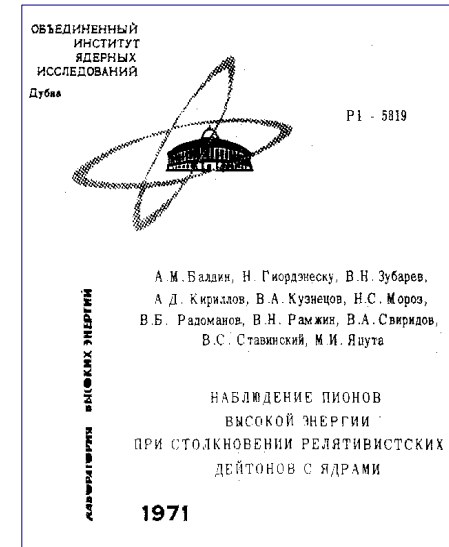 ОБЪЕДИНЕННЫЙ
ИНСТИТУТ
ЯДЕРНЫХ
ИССЛЕДОВАНИЙ
Дубна
Р1 - 5819
А.М.Балдин, Н. Гиордэнеску, В.Н. Зубарев,
А.Д. Кириллов, В.А. Кузнецов, Н.С. Мороз,
В.Б. Радоманов, В.Н. Рамжин, В.А. Свиридов,
В.С. Ставинский, М.И. Яцута
ЛАБОРАТОРИЯ ВЫСОКИХ ЭНЕРГИЙ
НАБЛЮДЕНИЕ ПИОНОВ
ВЫСОКОЙ ЭНЕРГИИ
ПРИ СТОЛКНОВЕНИИ РЕЛЯТИВИСТСКИХ
ДЕЙТОНОВ С ЯДРАМИ
1971